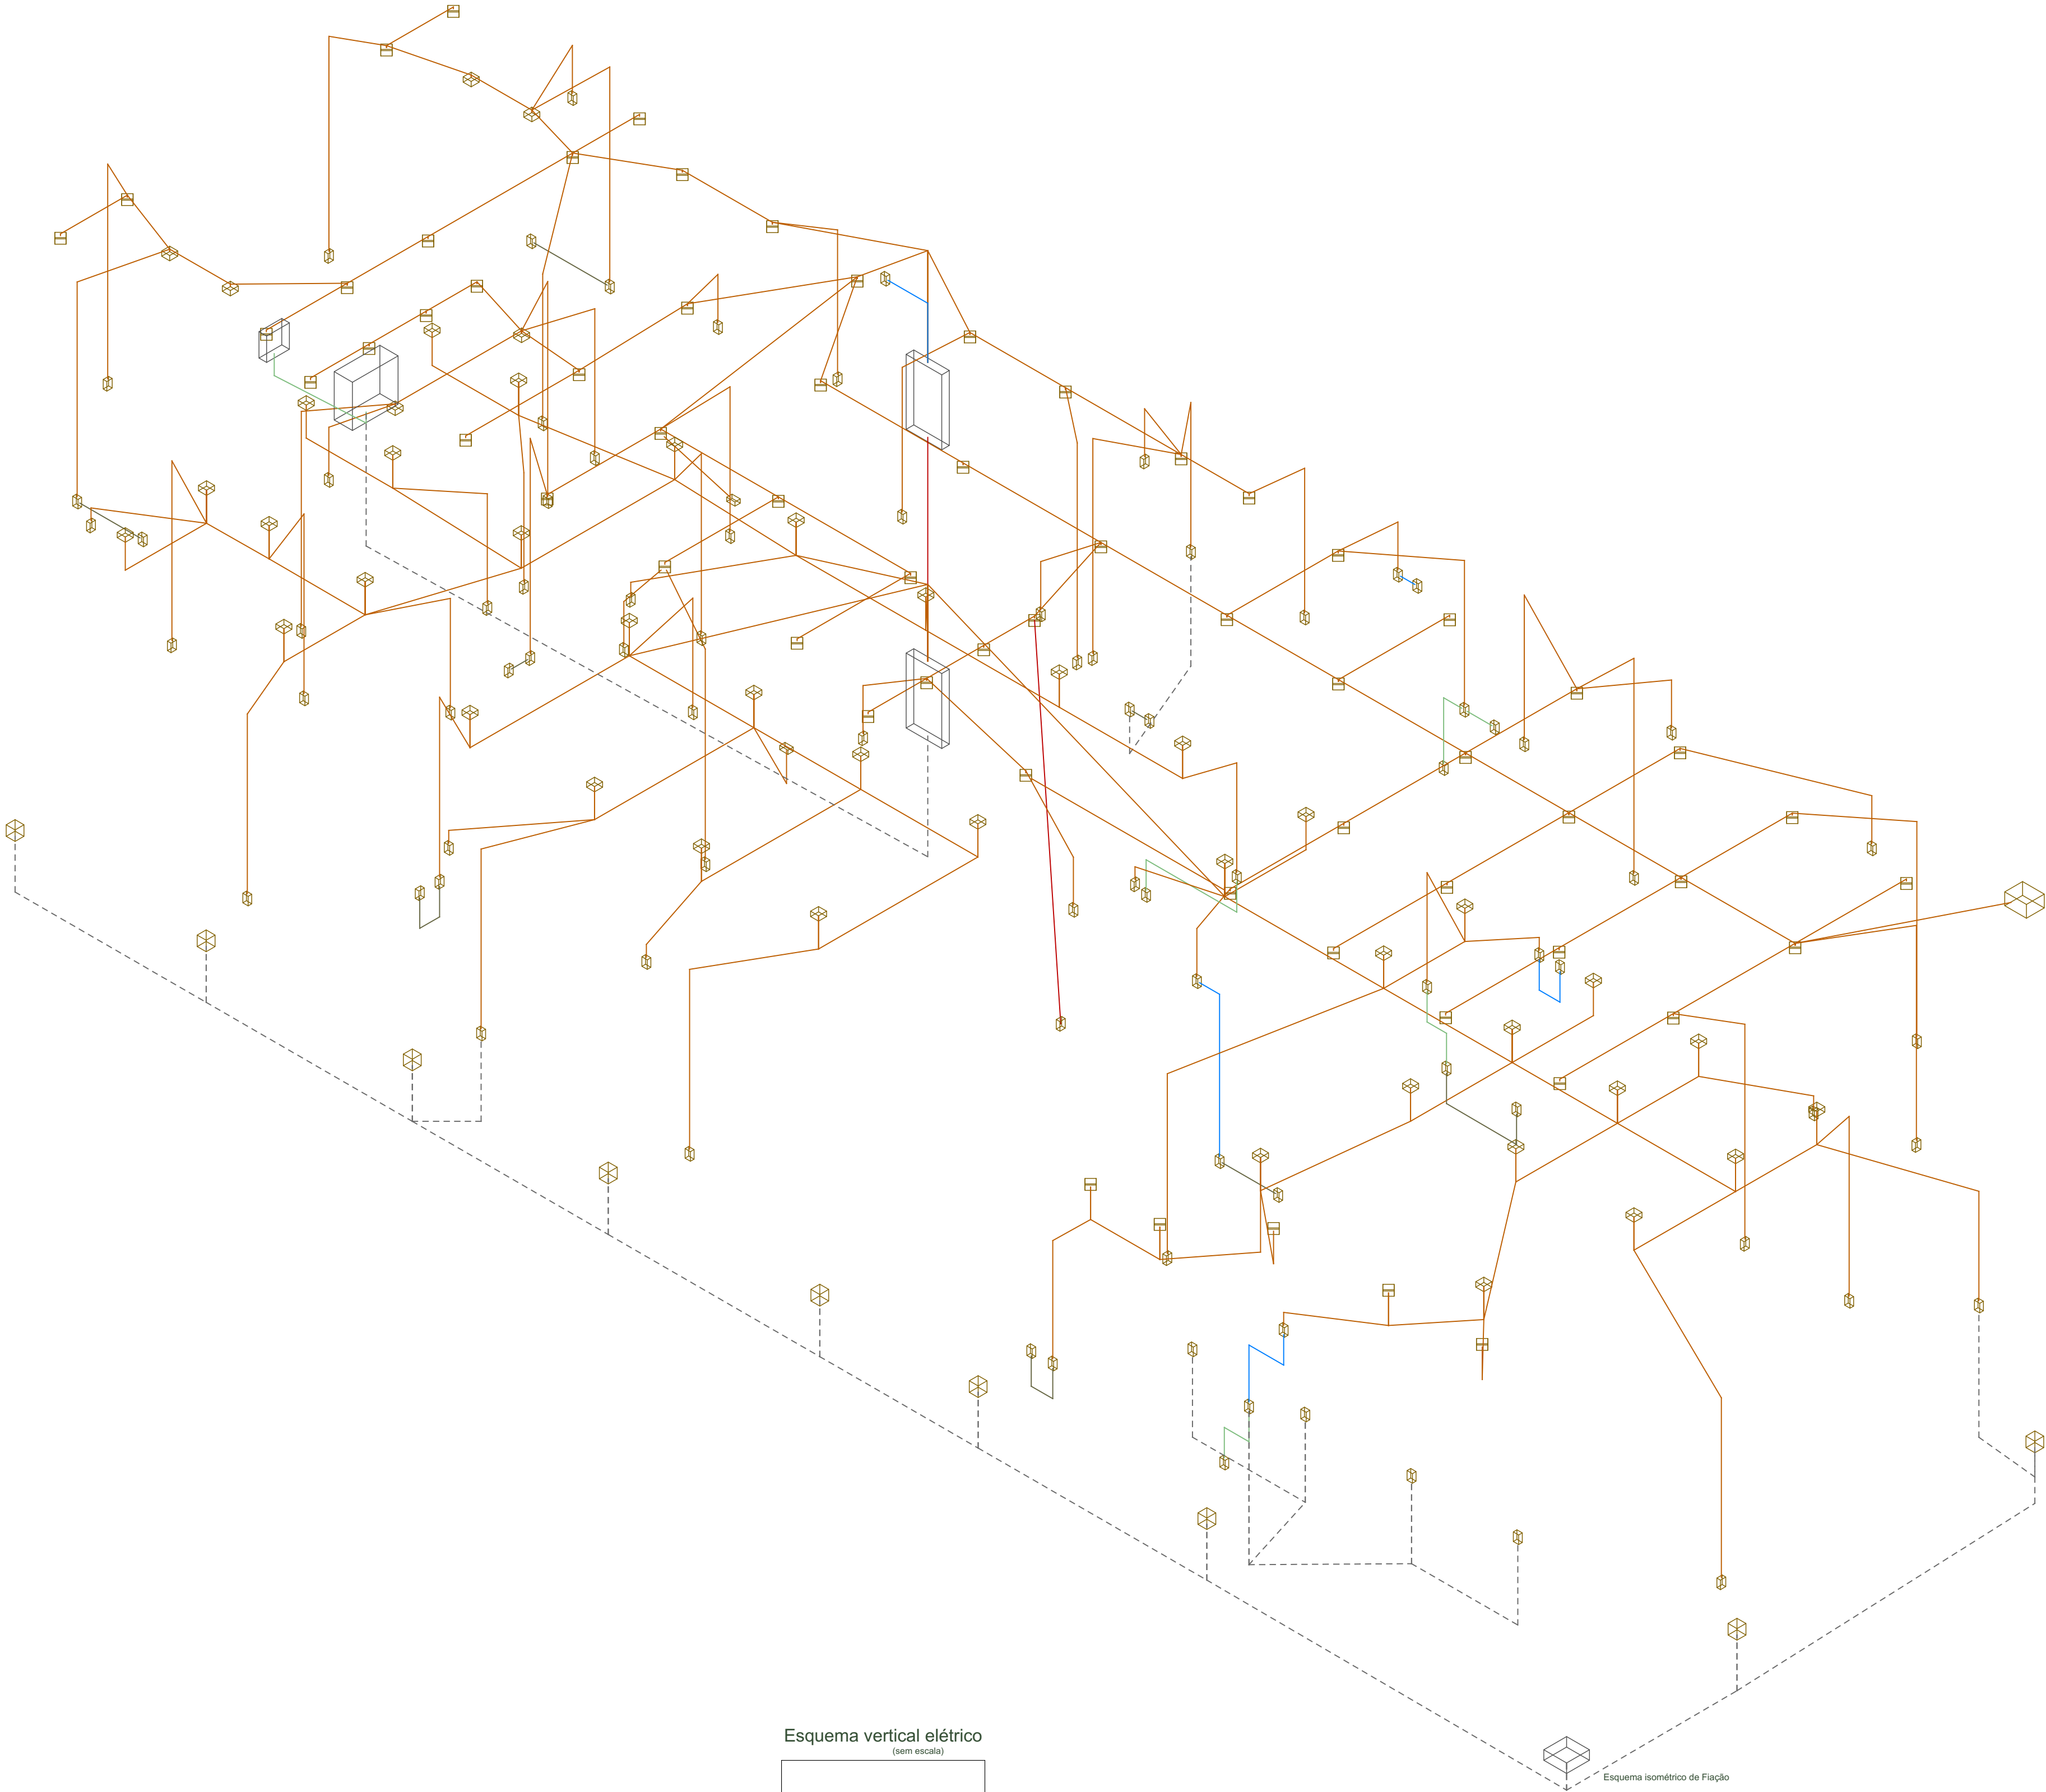 Esquema vertical elétrico
(sem escala)
Esquema isométrico de Fiação